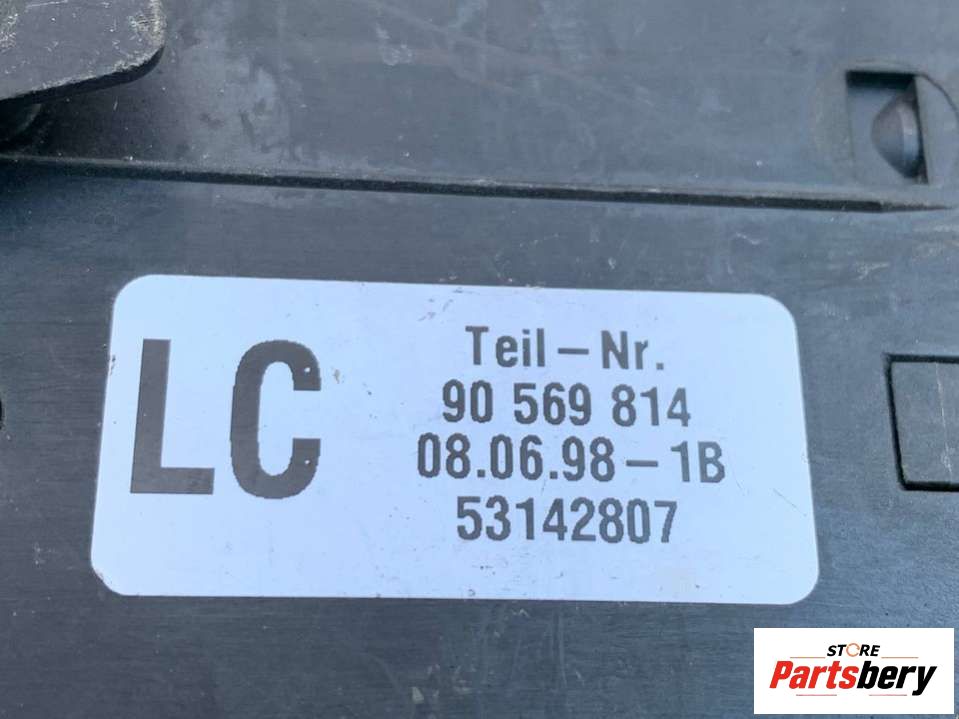 LC
Teil – Nr.
90 569 814
08.06.98 – 1B
53142807
STORE
Partsbery